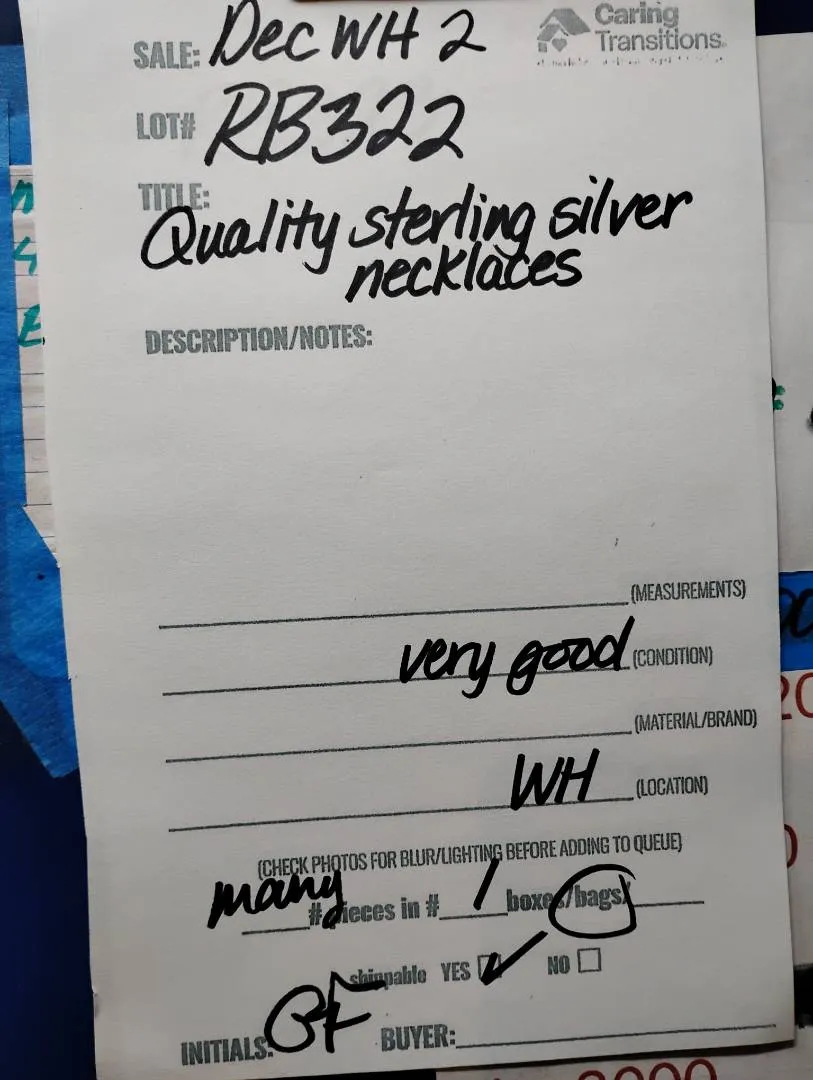 Caring
SALE: Dec WH 2
Transitions
LOT# RB322
TITLE:
Quality sterling silver
necklaces
DESCRIPTION/NOTES:
(MEASUREMENTS)
very good (CONDITION)
(MATERIAL/BRAND)
WH (LOCATION)
(CHECK PHOTOS FOR BLUR/LIGHTING BEFORE ADDING TO QUEUE)
many # pieces in # 1 boxes/bags/
shippable YES NO
INITIALS: BUYER: